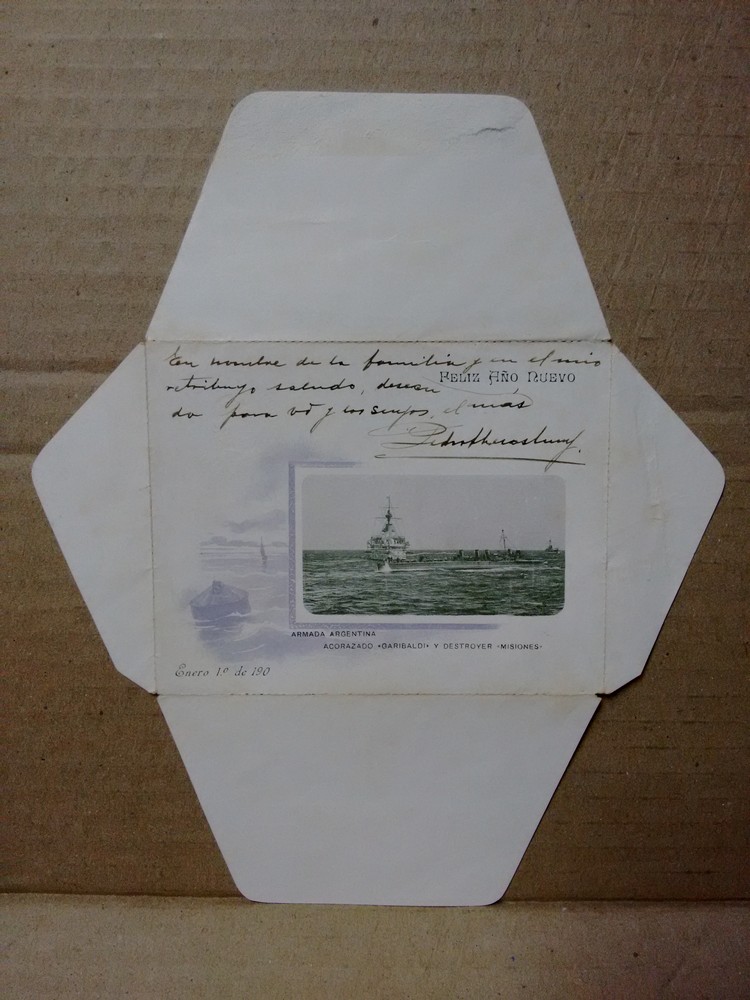 En nombre de la familia y en el mio
retribuyo saludo, desean
FELIZ AÑO NUEVO
do para vd y los suyos, el más
ARMADA ARGENTINA
ACORAZADO «GARIBALDI» Y DESTROYER «MISIONES»
Enero 1º de 190